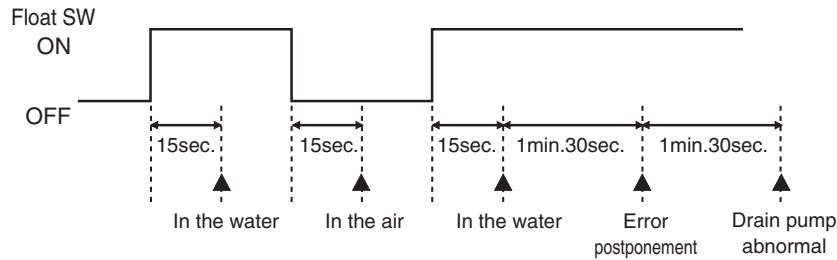 Float SW
ON
OFF
15sec. 15sec. 15sec. 1min.30sec. 1min.30sec.
In the water In the air In the water Error Drain pump
postponement abnormal